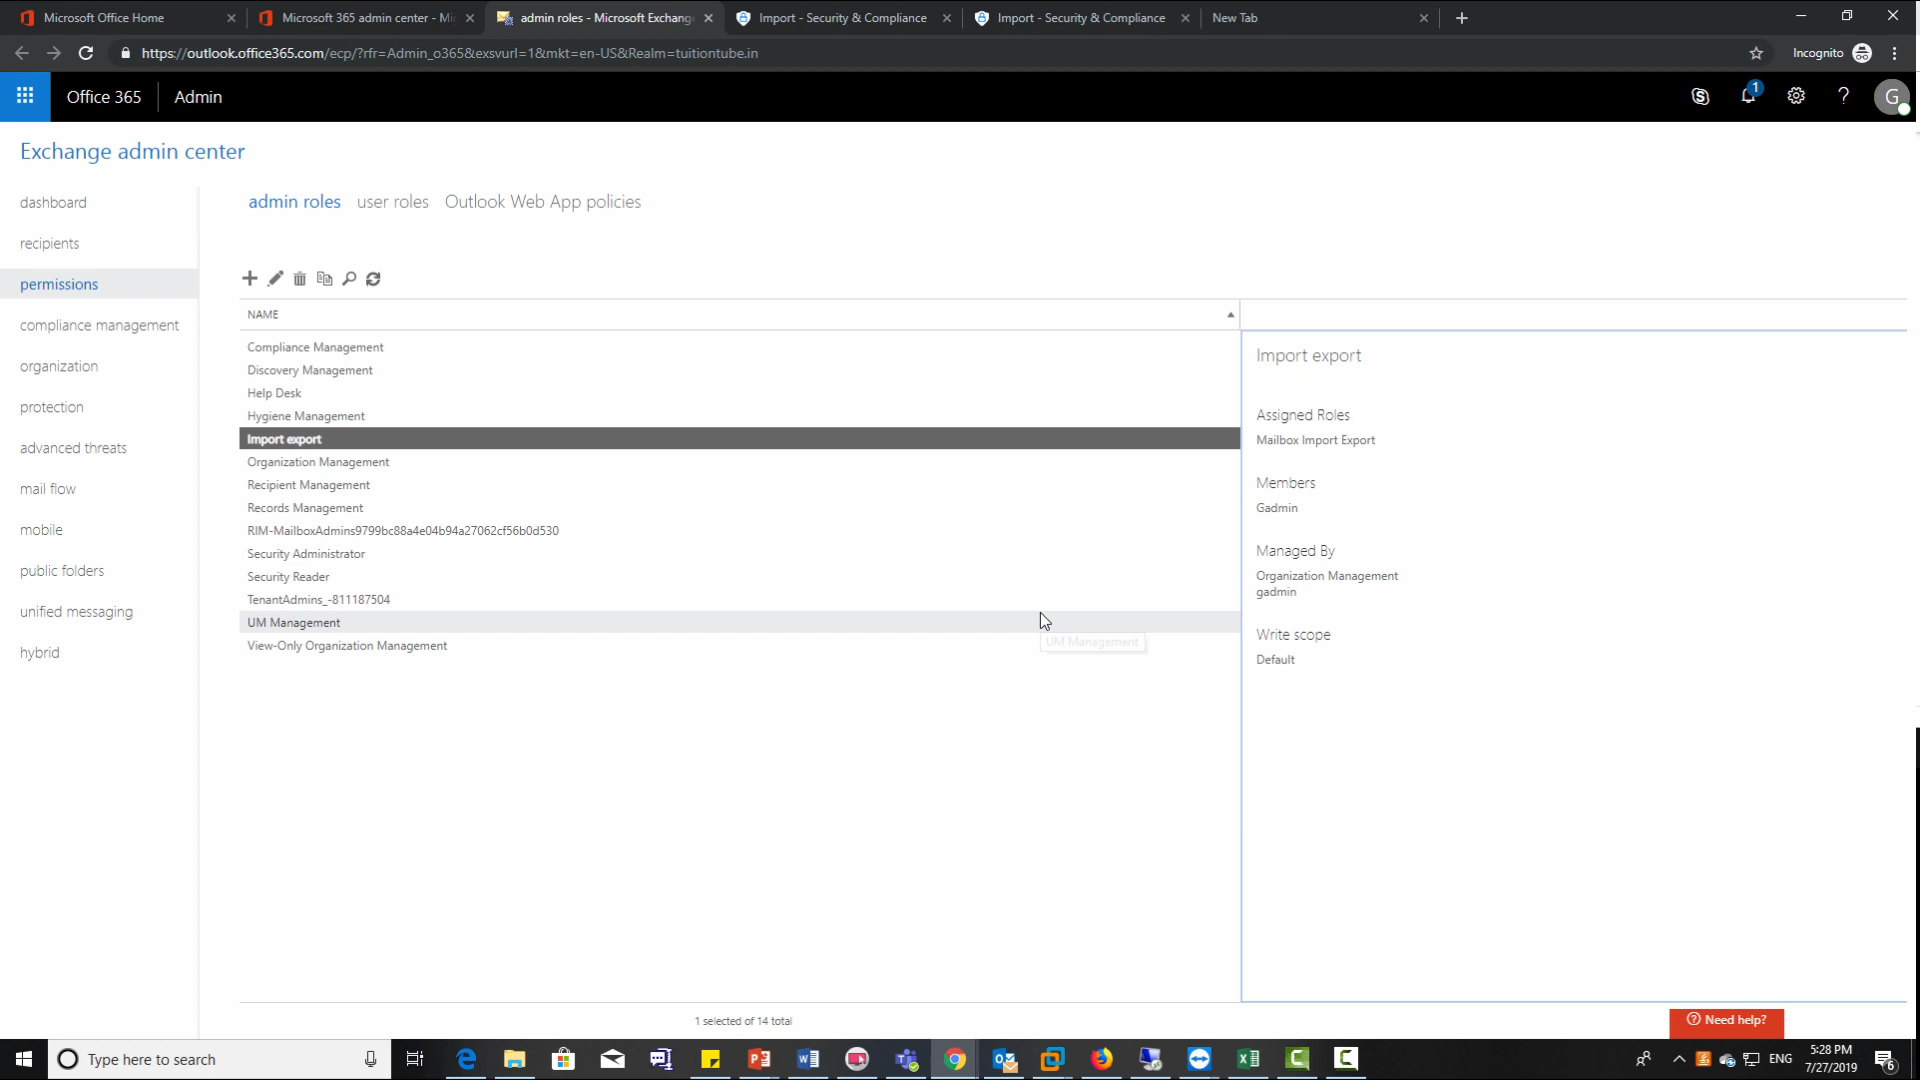 Microsoft Office Home
Microsoft 365 admin center - Mi
admin roles - Microsoft Exchange
Import - Security & Compliance
Import - Security & Compliance
New Tab
https://outlook.office365.com/ecp/?rfr=Admin_o365&exsvurl=1&mkt=en-US&Realm=tuitiontube.in
Incognito
Office 365
Admin
1
G
Exchange admin center
dashboard
recipients
permissions
compliance management
organization
protection
advanced threats
mail flow
mobile
public folders
unified messaging
hybrid
admin roles
user roles
Outlook Web App policies
NAME
Compliance Management
Discovery Management
Help Desk
Hygiene Management
Import export
Organization Management
Recipient Management
Records Management
RIM-MailboxAdmins9799bc88a4e04b94a27062cf56b0d530
Security Administrator
Security Reader
TenantAdmins_-811187504
UM Management
View-Only Organization Management
UM Management
Import export
Assigned Roles
Mailbox Import Export
Members
Gadmin
Managed By
Organization Management
gadmin
Write scope
Default
1 selected of 14 total
Need help?
Type here to search
ENG
5:28 PM
7/27/2019
6